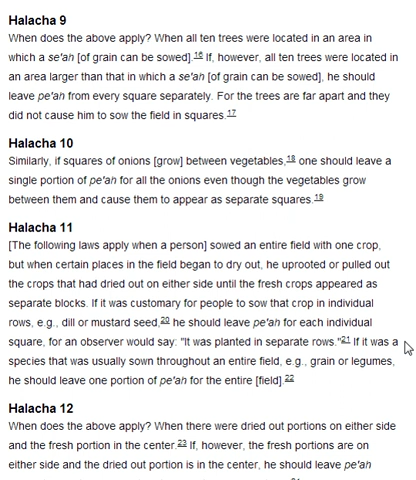 Halacha 9
When does the above apply? When all ten trees were located in an area in
which a se'ah [of grain can be sowed].16 If, however, all ten trees were located in
an area larger than that in which a se'ah [of grain can be sowed], he should
leave pe'ah from every square separately. For the trees are far apart and they
did not cause him to sow the field in squares.17
Halacha 10
Similarly, if squares of onions [grow] between vegetables,18 one should leave a
single portion of pe'ah for all the onions even though the vegetables grow
between them and cause them to appear as separate squares.19
Halacha 11
[The following laws apply when a person] sowed an entire field with one crop,
but when certain places in the field began to dry out, he uprooted or pulled out
the crops that had dried out on either side until the fresh crops appeared as
separate blocks. If it was customary for people to sow that crop in individual
rows, e.g., dill or mustard seed,20 he should leave pe'ah for each individual
square, for an observer would say: "It was planted in separate rows."21 If it was a
species that was usually sown throughout an entire field, e.g., grain or legumes,
he should leave one portion of pe'ah for the entire [field].22
Halacha 12
When does the above apply? When there were dried out portions on either side
and the fresh portion in the center.23 If, however, the fresh portions are on
either side and the dried out portion is in the center, he should leave pe'ah